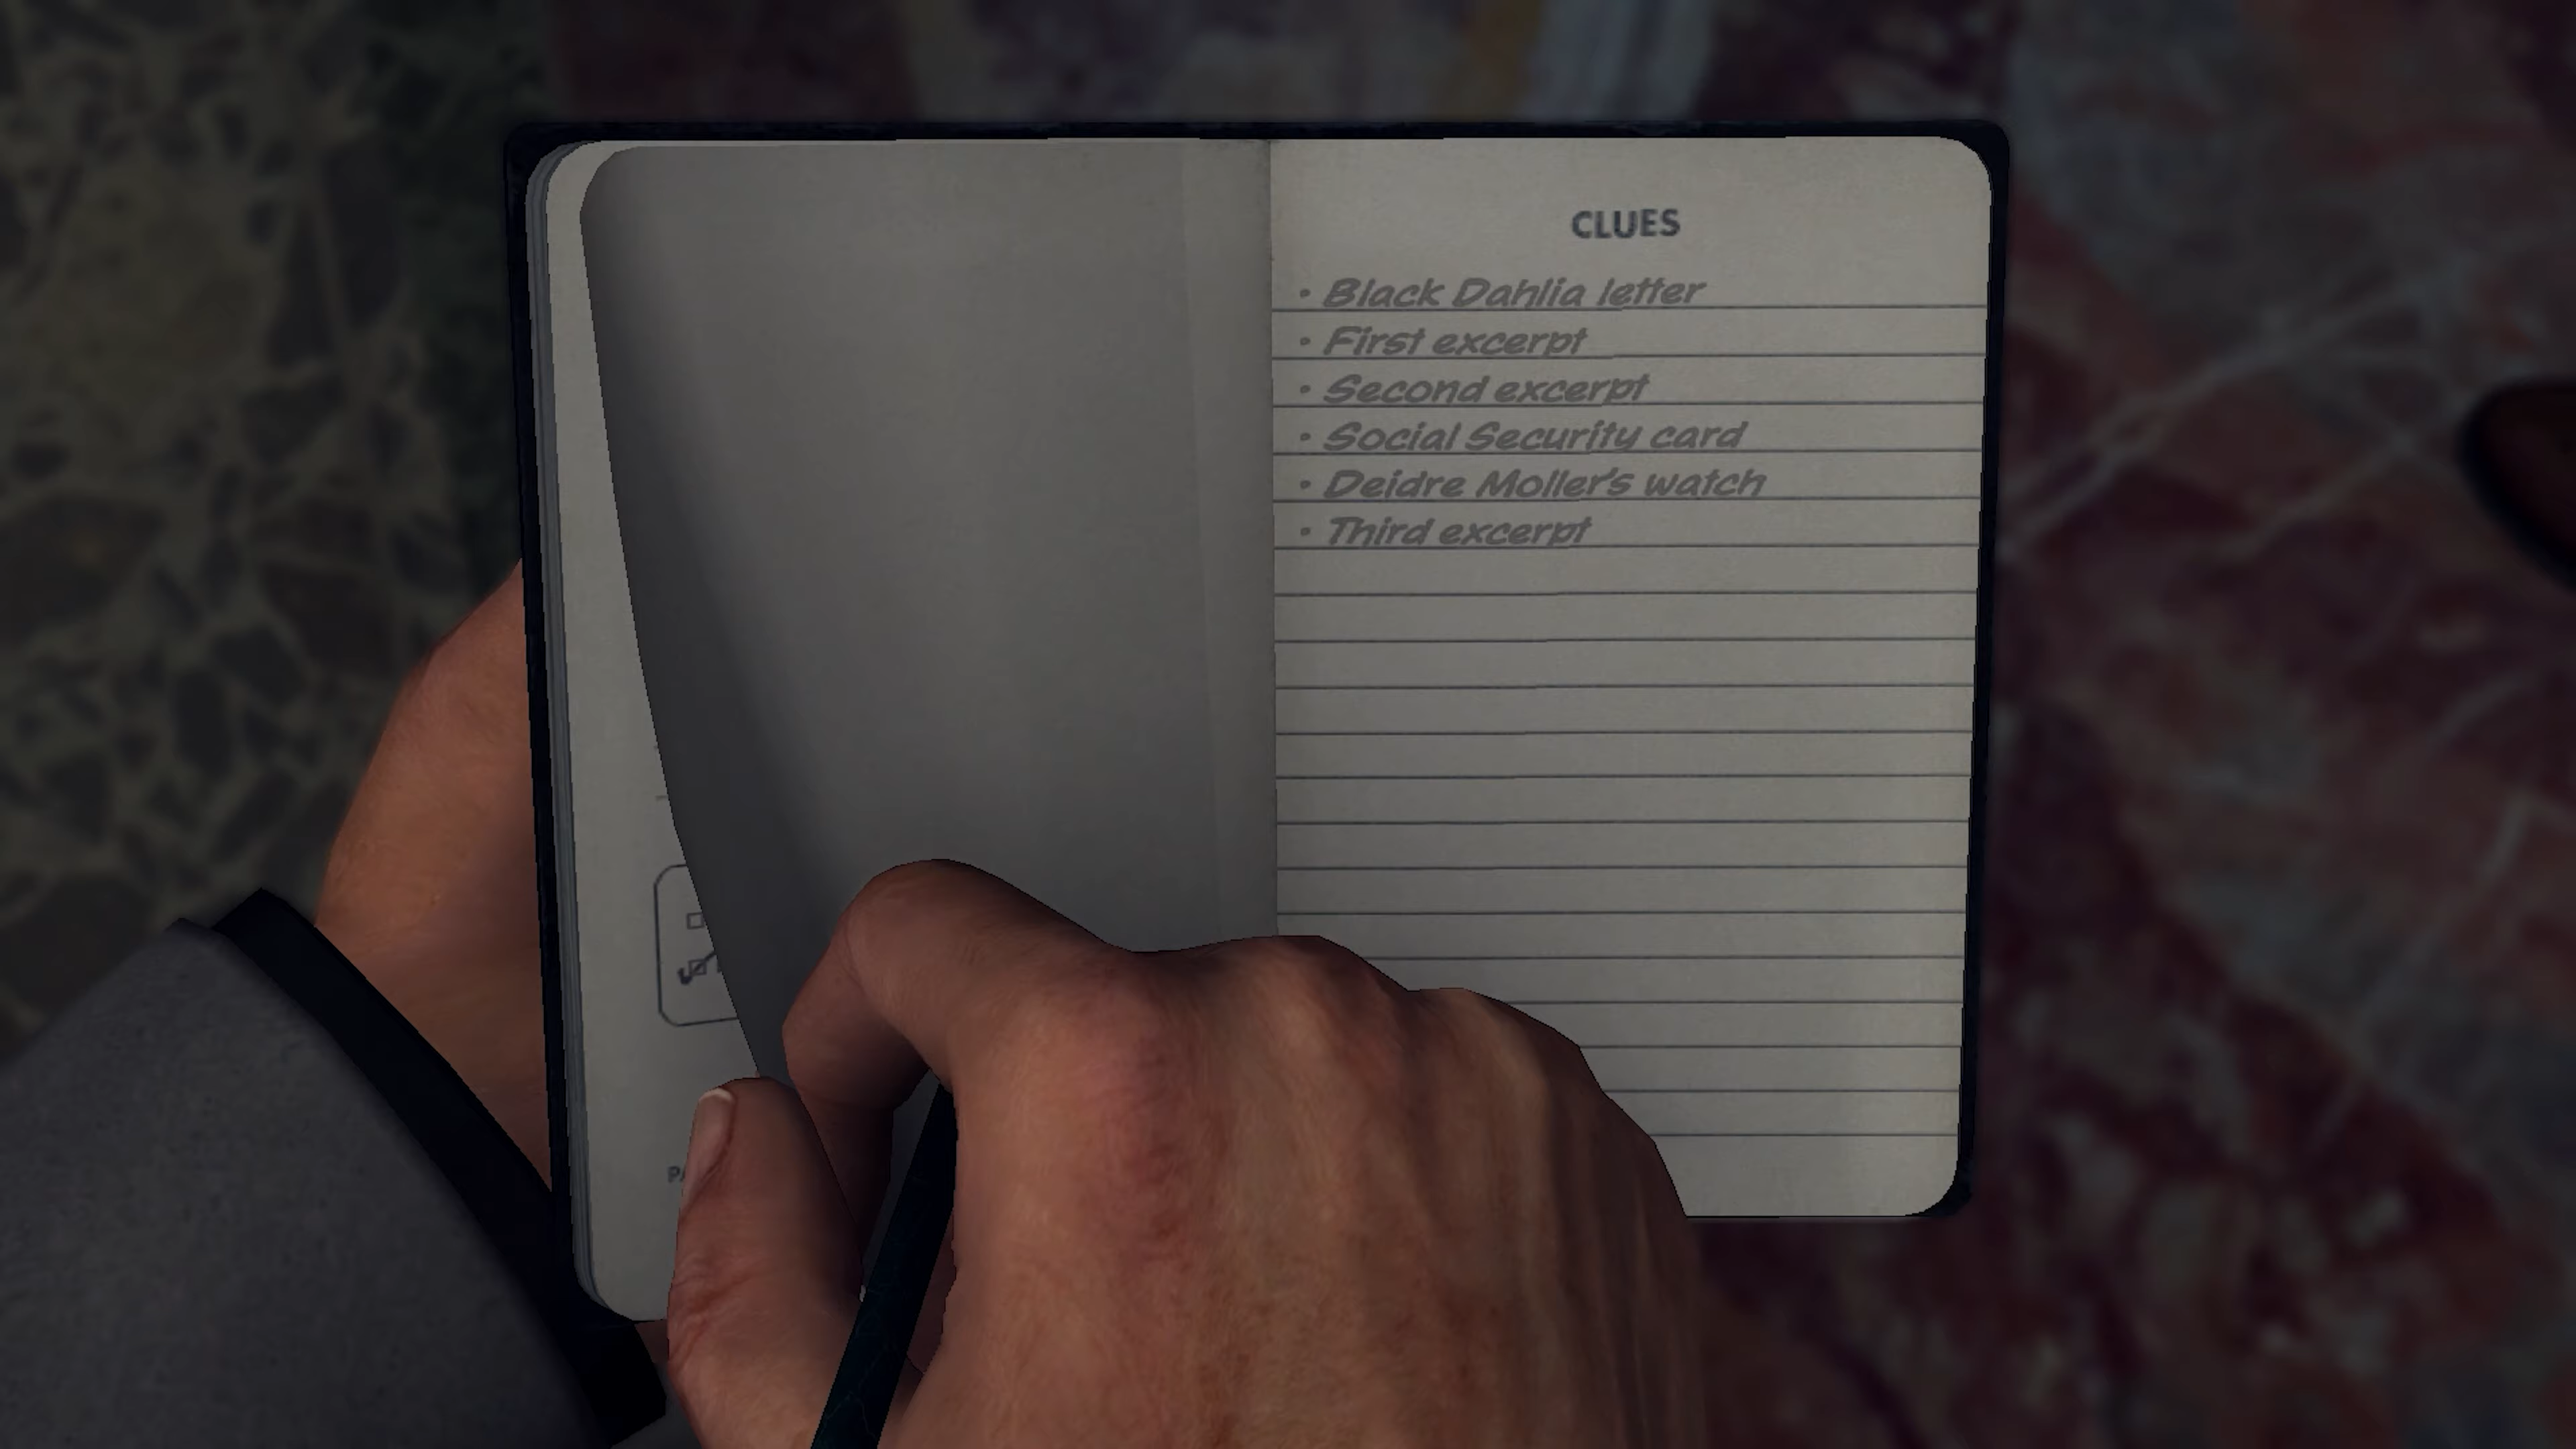 CLUES
• Black Dahlia letter
• First excerpt
• Second excerpt
• Social Security card
• Deidre Moller's watch
• Third excerpt